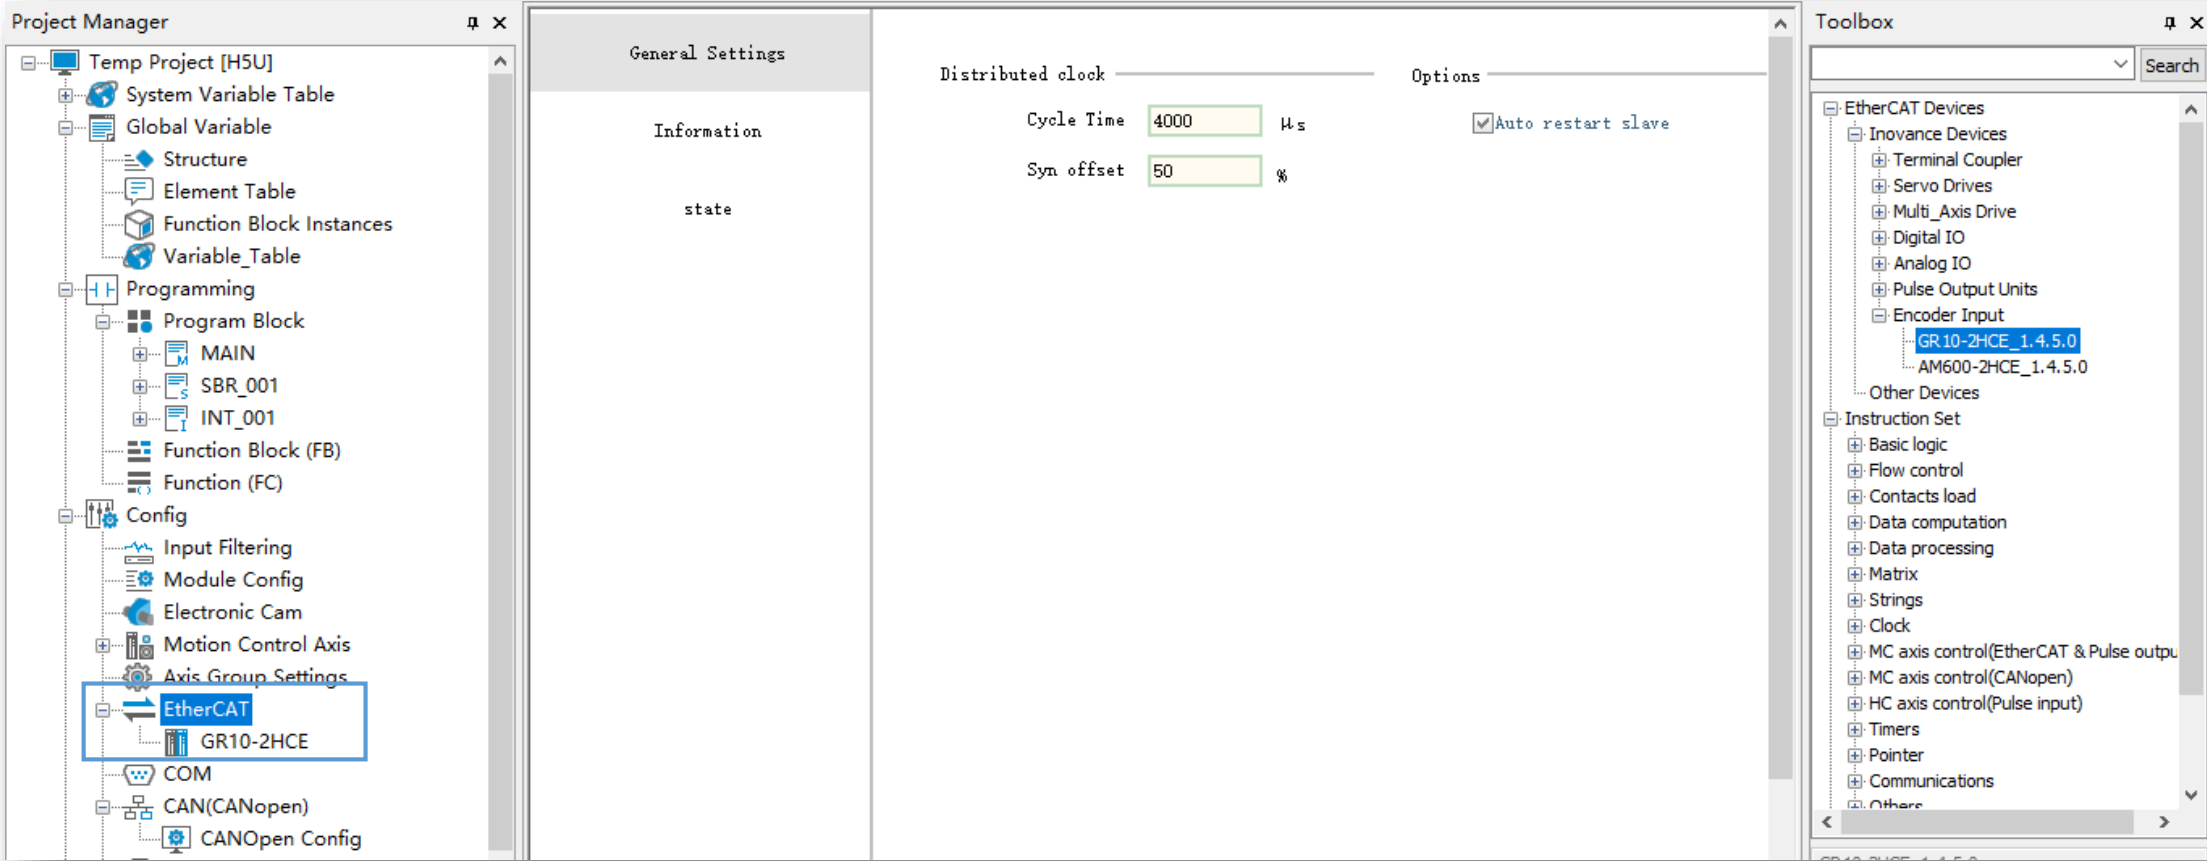 Project Manager
Temp Project [H5U]
System Variable Table
Global Variable
Structure
Element Table
Function Block Instances
Variable_Table
Programming
Program Block
MAIN
SBR_001
INT_001
Function Block (FB)
Function (FC)
Config
Input Filtering
Module Config
Electronic Cam
Motion Control Axis
Axis Group Settings
EtherCAT
GR10-2HCE
COM
CAN(CANopen)
CANOpen Config
General Settings
Information
state
Distributed clock
Cycle Time 4000 μs
Syn offset 50 %
Options
Auto restart slave
Toolbox
Search
EtherCAT Devices
Inovance Devices
Terminal Coupler
Servo Drives
Multi_Axis Drive
Digital IO
Analog IO
Pulse Output Units
Encoder Input
GR10-2HCE_1.4.5.0
AM600-2HCE_1.4.5.0
Other Devices
Instruction Set
Basic logic
Flow control
Contacts load
Data computation
Data processing
Matrix
Strings
Clock
MC axis control(EtherCAT & Pulse outpu
MC axis control(CANopen)
HC axis control(Pulse input)
Timers
Pointer
Communications
Others
GR10-2HCE_1.4.5.0